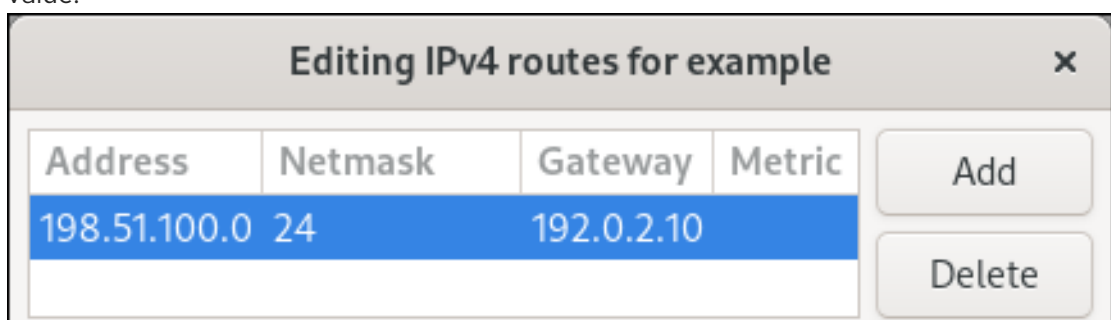 value.
Editing IPv4 routes for example ×
Address Netmask Gateway Metric Add
198.51.100.0 24 192.0.2.10
Delete